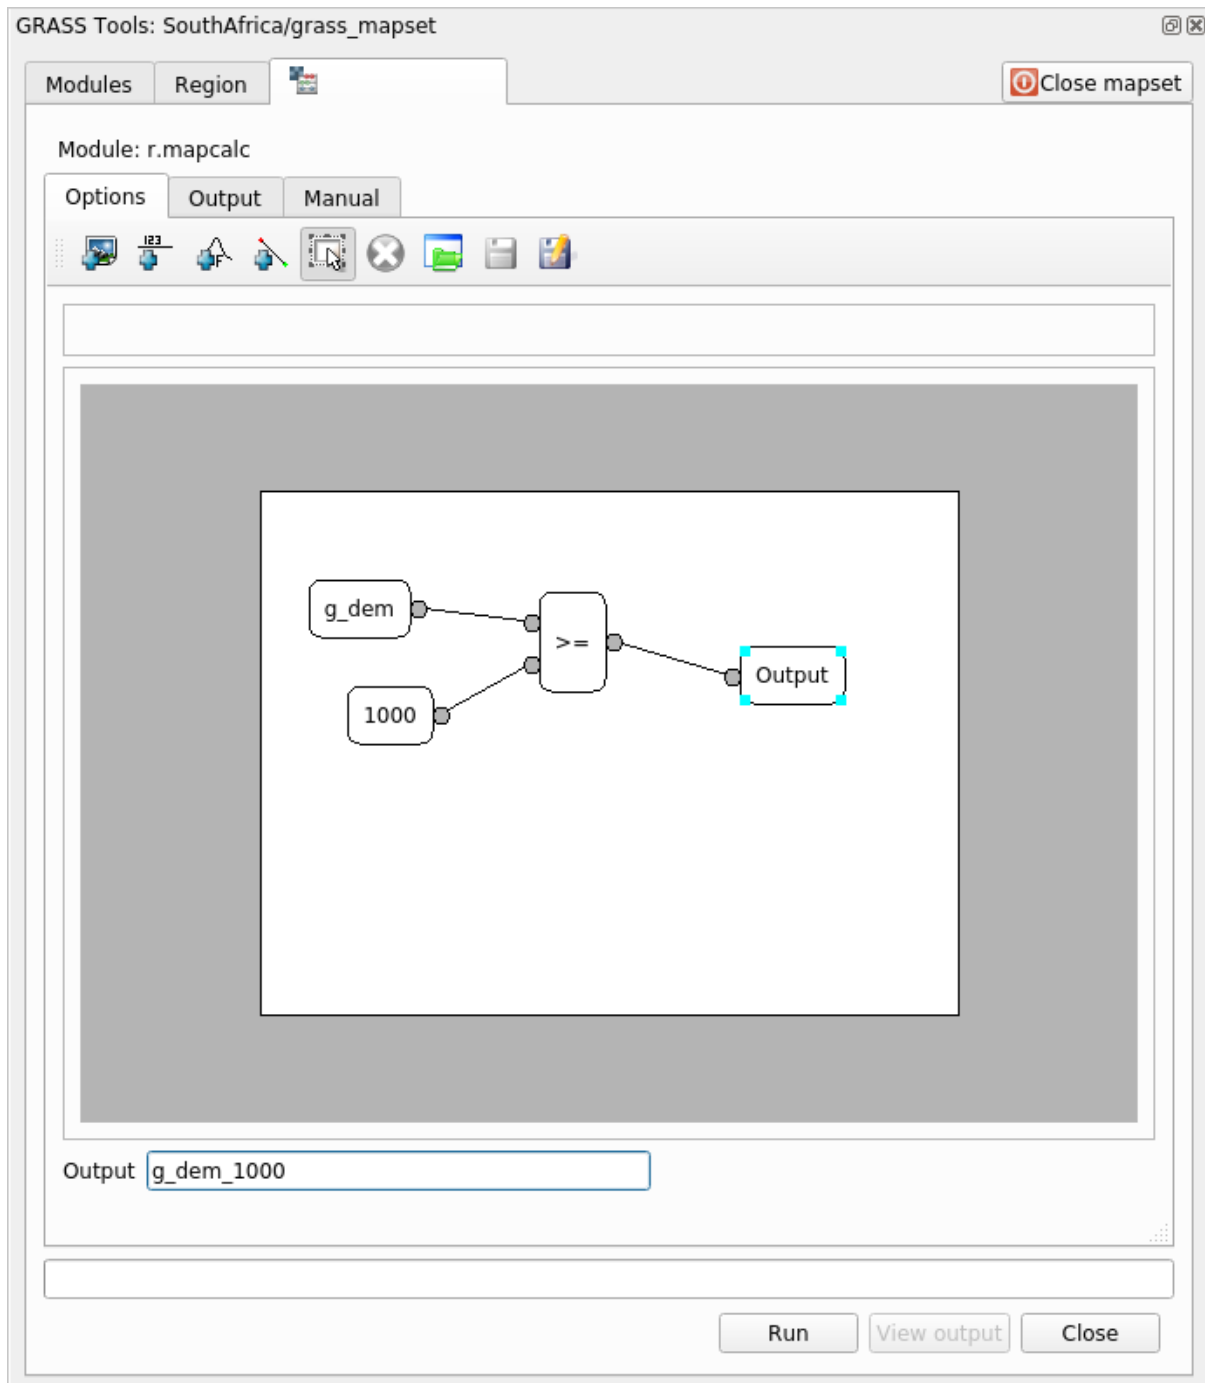 GRASS Tools: SouthAfrica/grass_mapset
Modules Region Close mapset
Module: r.mapcalc
Options Output Manual
123 F
g_dem
>=
1000
Output
Output g_dem_1000
Run View output Close